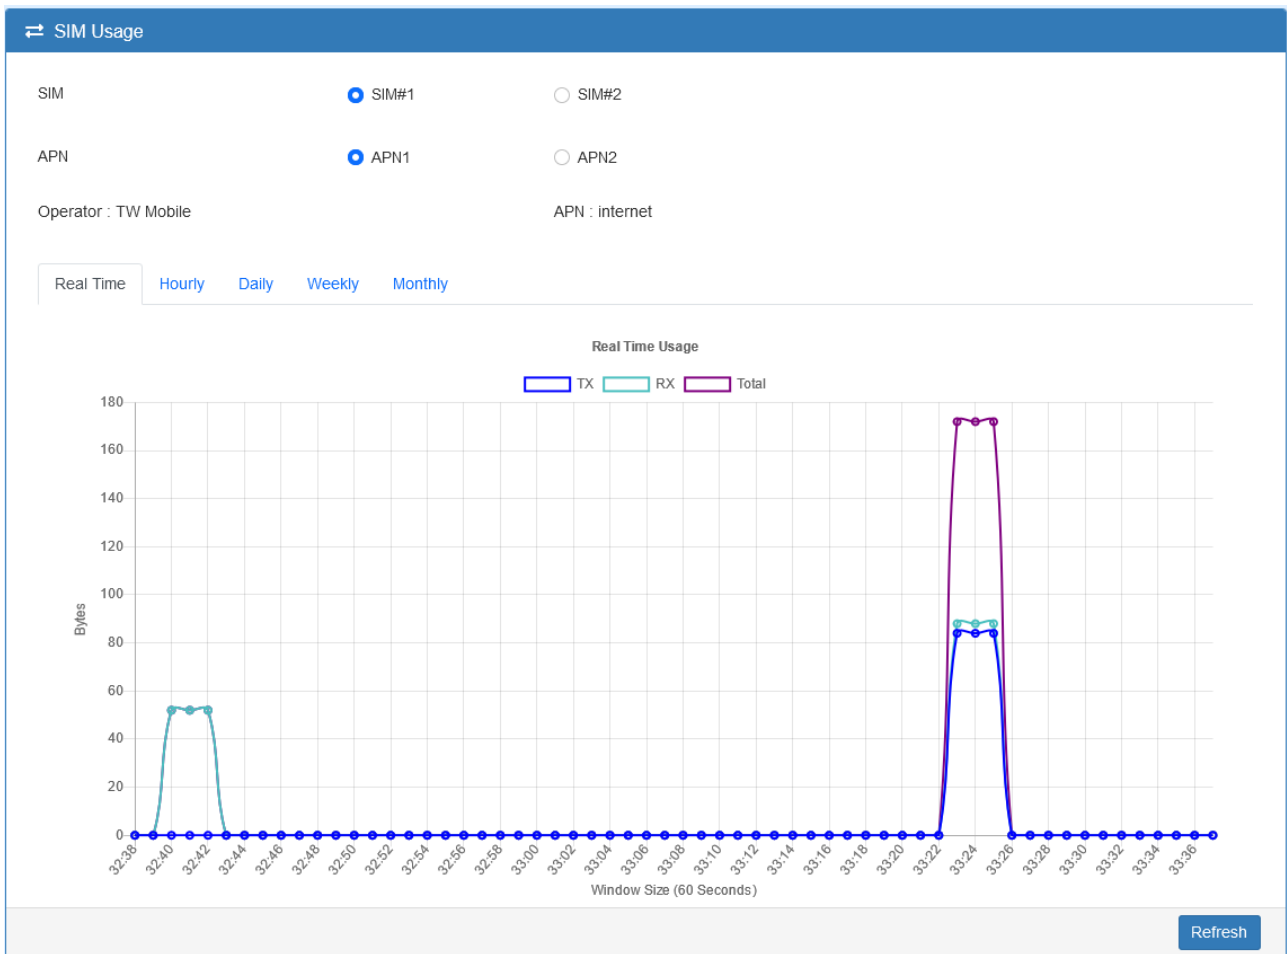 SIM Usage
SIM SIM#1 SIM#2
APN APN1 APN2
Operator : TW Mobile APN : internet
Real Time Hourly Daily Weekly Monthly
Real Time Usage
TX RX Total
180
160
140
120
100
80
60
40
20
0
Bytes
32:38 32:40 32:42 32:44 32:46 32:48 32:50 32:52 32:54 32:56 32:58 33:00 33:02 33:04 33:06 33:08 33:10 33:12 33:14 33:16 33:18 33:20 33:22 33:24 33:26 33:28 33:30 33:32 33:34 33:36
Window Size (60 Seconds)
Refresh